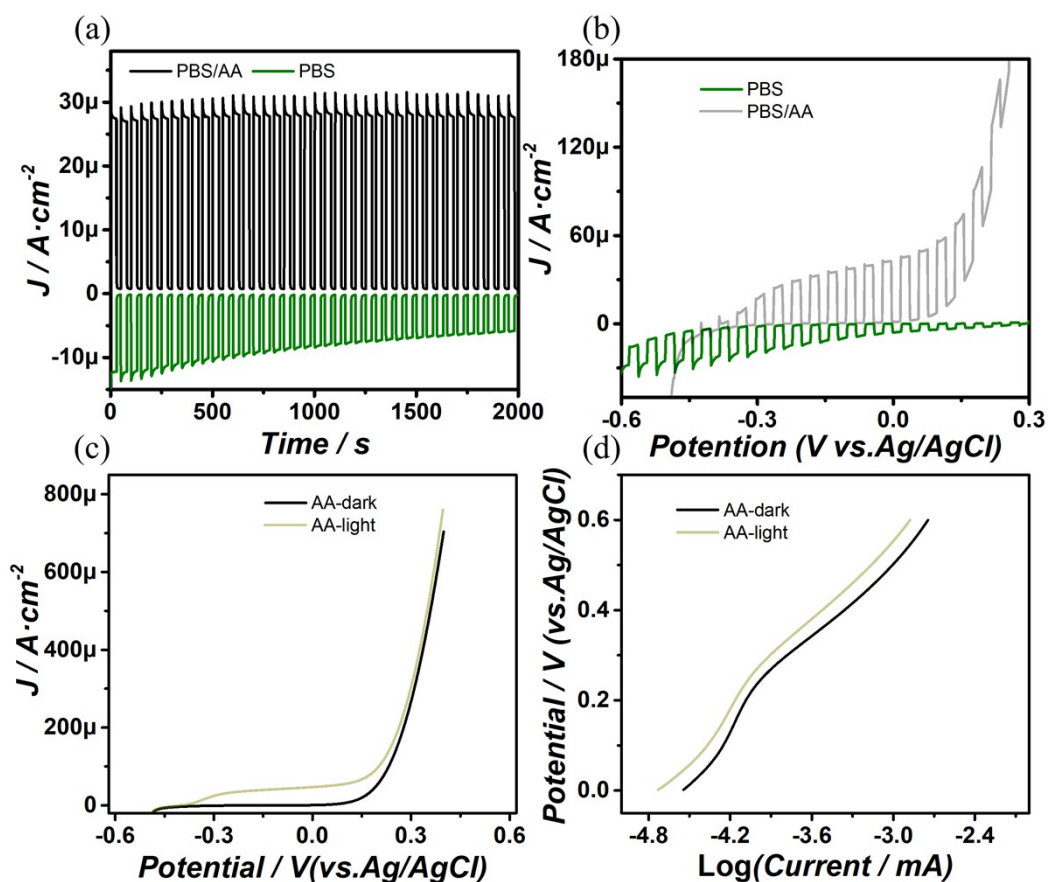 (a)
PBS/AA PBS
30µ
20µ
10µ
0
-10µ
J / A·cm-2
0 500 1000 1500 2000
Time / s
(b)
180µ
120µ
60µ
0
J / A·cm-2
PBS
PBS/AA
-0.6 -0.3 0.0 0.3
Potention (V vs.Ag/AgCl)
(c)
800µ
600µ
400µ
200µ
0
J / A·cm-2
AA-dark
AA-light
-0.6 -0.3 0.0 0.3 0.6
Potential / V(vs.Ag/AgCl)
(d)
0.6
0.4
0.2
0.0
Potential / V (vs.Ag/AgCl)
AA-dark
AA-light
-4.8 -4.2 -3.6 -3.0 -2.4
Log(Current / mA)